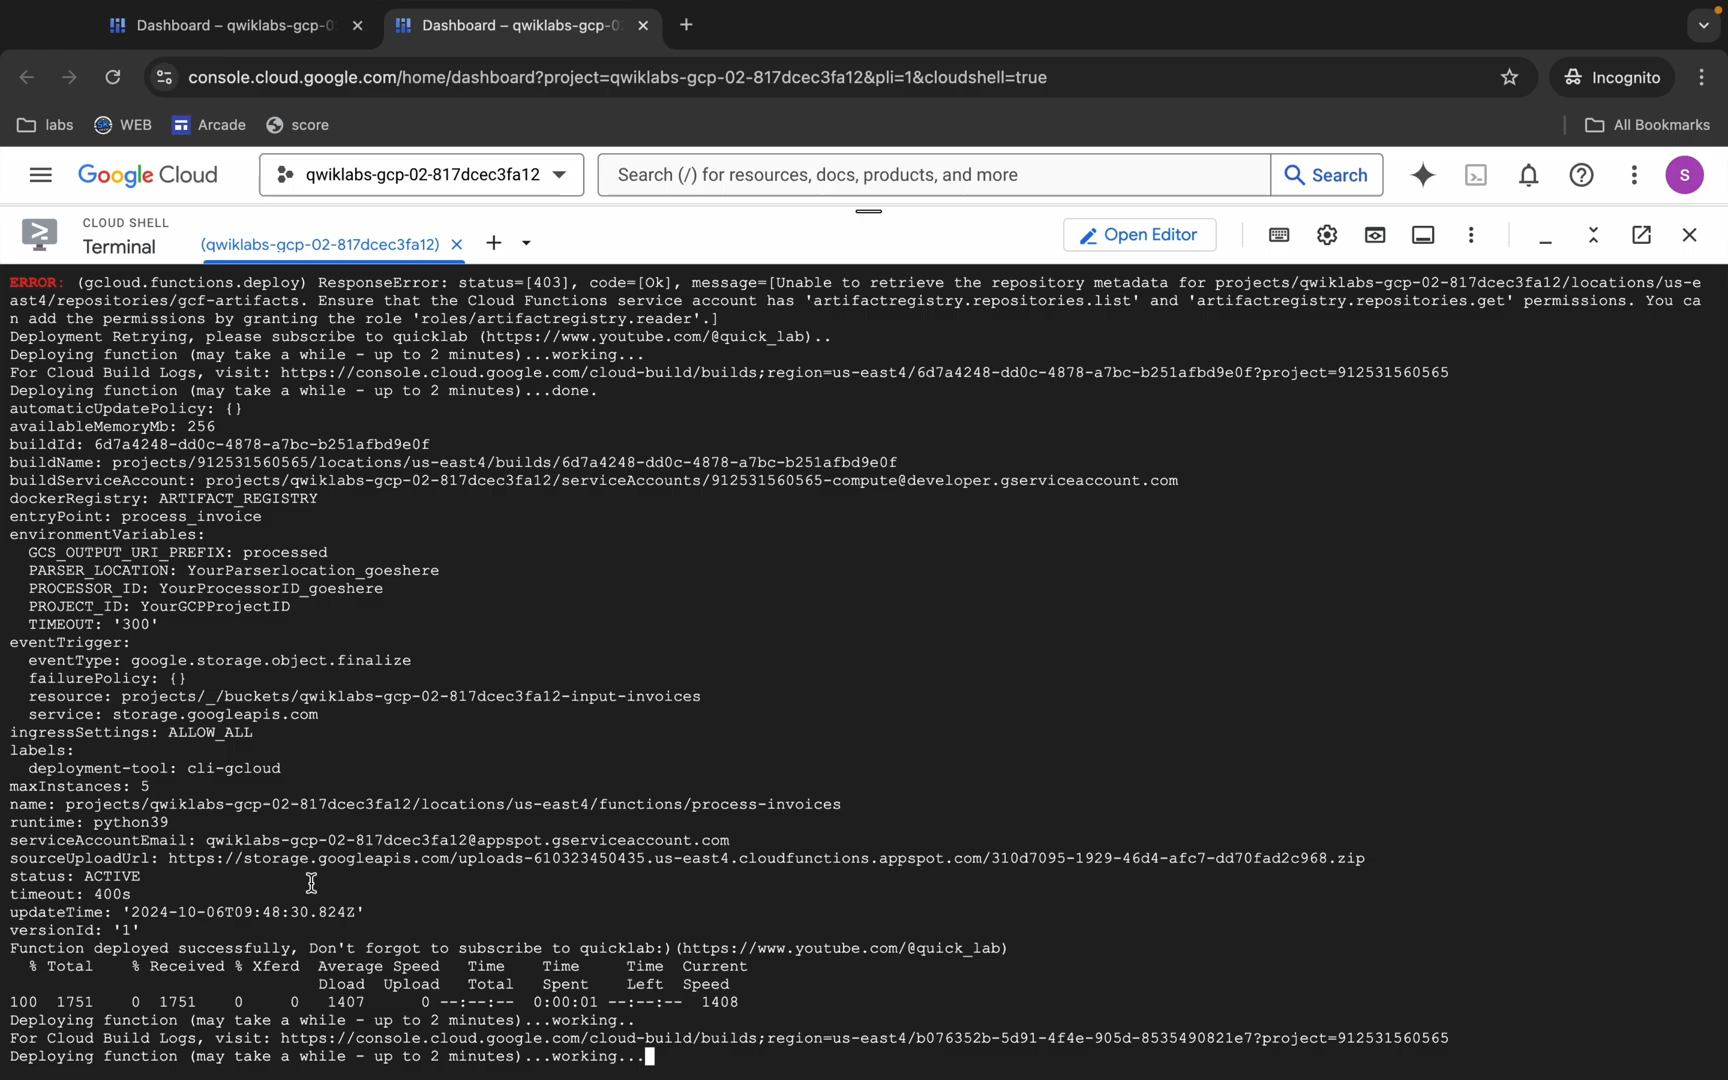 Dashboard – qwiklabs-gcp-0
Dashboard – qwiklabs-gcp-0
console.cloud.google.com/home/dashboard?project=qwiklabs-gcp-02-817dcec3fa12&pli=1&cloudshell=true
Incognito
labs
WEB
Arcade
score
All Bookmarks
Google Cloud
qwiklabs-gcp-02-817dcec3fa12
Search (/) for resources, docs, products, and more
Search
S
CLOUD SHELL
Terminal
(qwiklabs-gcp-02-817dcec3fa12)
Open Editor
ERROR: (gcloud.functions.deploy) ResponseError: status=[403], code=[Ok], message=[Unable to retrieve the repository metadata for projects/qwiklabs-gcp-02-817dcec3fa12/locations/us-e
ast4/repositories/gcf-artifacts. Ensure that the Cloud Functions service account has 'artifactregistry.repositories.list' and 'artifactregistry.repositories.get' permissions. You ca
n add the permissions by granting the role 'roles/artifactregistry.reader'.]
Deployment Retrying, please subscribe to quicklab (https://www.youtube.com/@quick_lab)..
Deploying function (may take a while - up to 2 minutes)...working...
For Cloud Build Logs, visit: https://console.cloud.google.com/cloud-build/builds;region=us-east4/6d7a4248-dd0c-4878-a7bc-b251afbd9e0f?project=912531560565
Deploying function (may take a while - up to 2 minutes)...done.
automaticUpdatePolicy: {}
availableMemoryMb: 256
buildId: 6d7a4248-dd0c-4878-a7bc-b251afbd9e0f
buildName: projects/912531560565/locations/us-east4/builds/6d7a4248-dd0c-4878-a7bc-b251afbd9e0f
buildServiceAccount: projects/qwiklabs-gcp-02-817dcec3fa12/serviceAccounts/912531560565-compute@developer.gserviceaccount.com
dockerRegistry: ARTIFACT_REGISTRY
entryPoint: process_invoice
environmentVariables:
GCS_OUTPUT_URI_PREFIX: processed
PARSER_LOCATION: YourParserlocation_goeshere
PROCESSOR_ID: YourProcessorID_goeshere
PROJECT_ID: YourGCPProjectID
TIMEOUT: '300'
eventTrigger:
eventType: google.storage.object.finalize
failurePolicy: {}
resource: projects/_/buckets/qwiklabs-gcp-02-817dcec3fa12-input-invoices
service: storage.googleapis.com
ingressSettings: ALLOW_ALL
labels:
deployment-tool: cli-gcloud
maxInstances: 5
name: projects/qwiklabs-gcp-02-817dcec3fa12/locations/us-east4/functions/process-invoices
runtime: python39
serviceAccountEmail: qwiklabs-gcp-02-817dcec3fa12@appspot.gserviceaccount.com
sourceUploadUrl: https://storage.googleapis.com/uploads-610323450435.us-east4.cloudfunctions.appspot.com/310d7095-1929-46d4-afc7-dd70fad2c968.zip
status: ACTIVE
timeout: 400s
updateTime: '2024-10-06T09:48:30.824Z'
versionId: '1'
Function deployed successfully, Don't forgot to subscribe to quicklab:)(https://www.youtube.com/@quick_lab)
% Total % Received % Xferd Average Speed Time Time Time Current
Dload Upload Total Spent Left Speed
100 1751 0 1751 0 0 1407 0 --:--:-- 0:00:01 --:--:-- 1408
Deploying function (may take a while - up to 2 minutes)...working..
For Cloud Build Logs, visit: https://console.cloud.google.com/cloud-build/builds;region=us-east4/b076352b-5d91-4f4e-905d-8535490821e7?project=912531560565
Deploying function (may take a while - up to 2 minutes)...working...